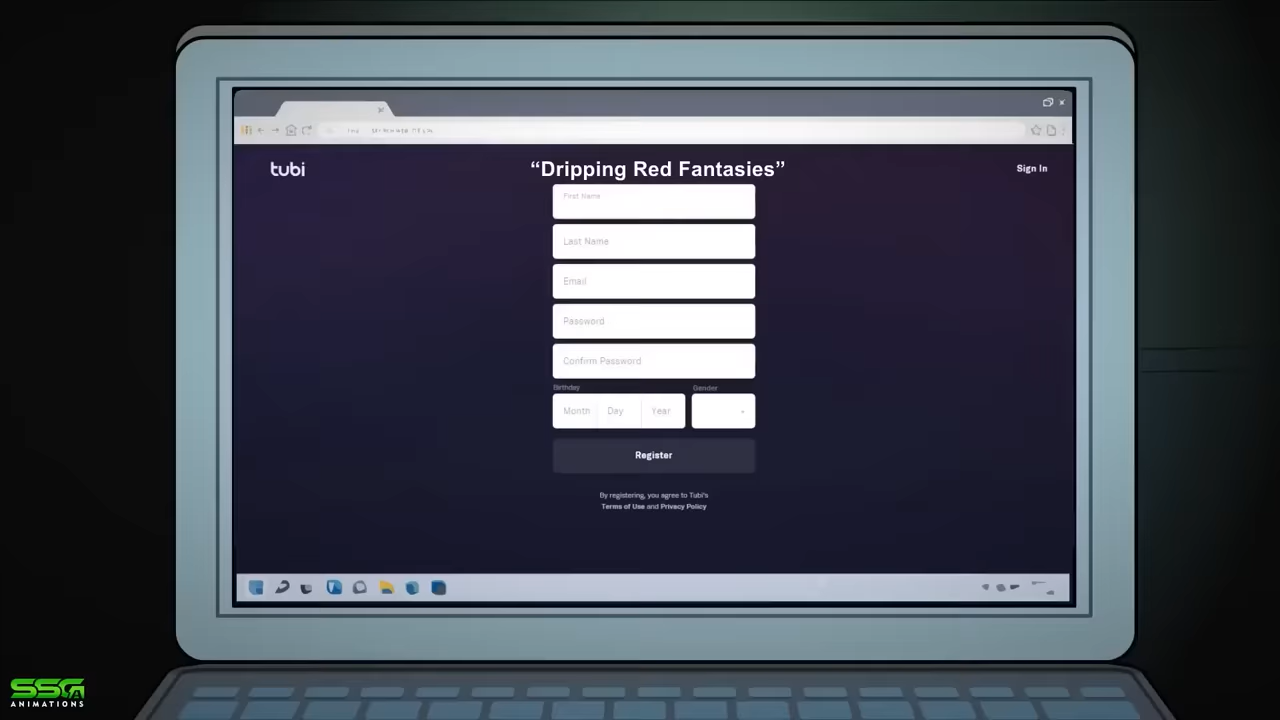 tubi
“Dripping Red Fantasies”
Sign In
First Name
Last Name
Email
Password
Confirm Password
Birthday
Gender
Month Day Year
Register
By registering, you agree to Tubi's
Terms of Use and Privacy Policy
SSGA
ANIMATIONS